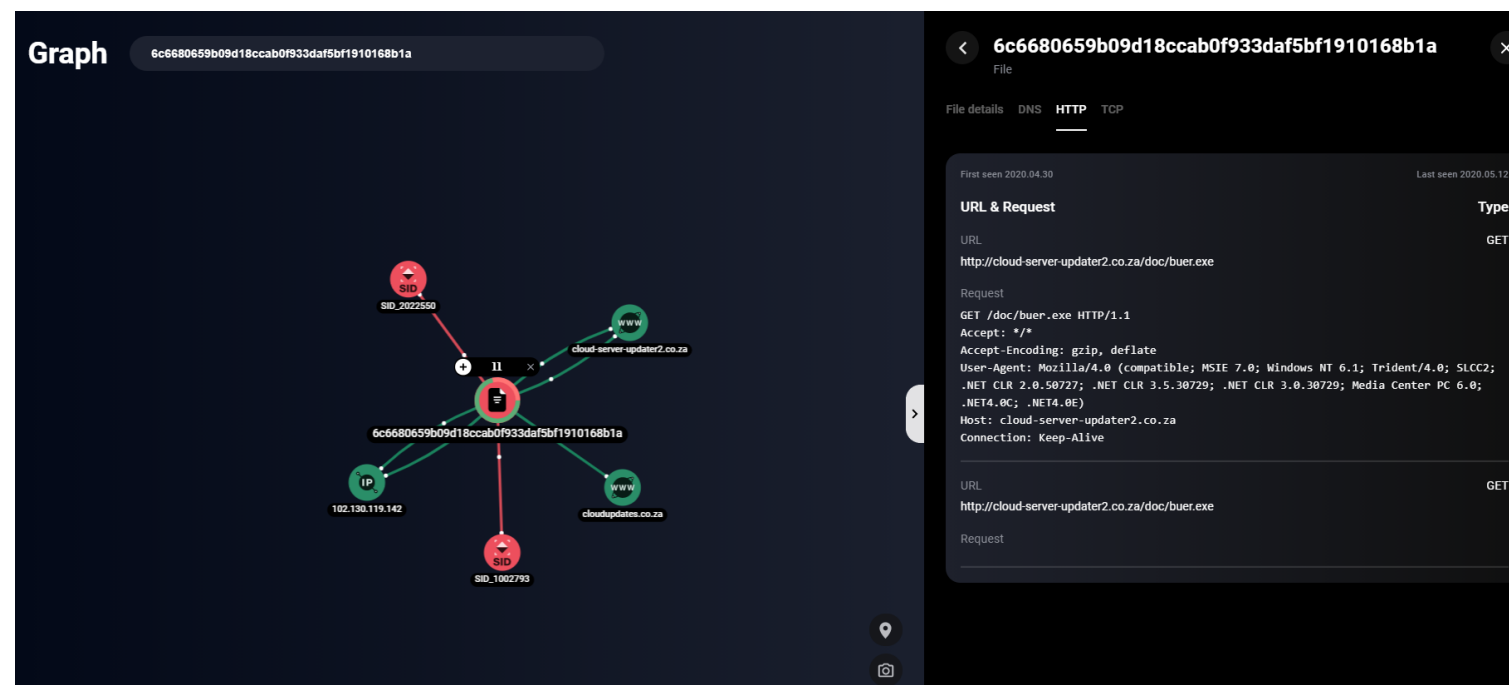 Graph
6c6680659b09d18ccab0f933daf5bf1910168b1a
SID
SID_2022550
www
cloud-server-updater2.co.za
11
6c6680659b09d18ccab0f933daf5bf1910168b1a
IP
102.130.119.142
www
cloudupdates.co.za
SID
SID_1002793
6c6680659b09d18ccab0f933daf5bf1910168b1a
File
File details DNS HTTP TCP
First seen 2020.04.30 Last seen 2020.05.12
URL & Request Type
URL GET
http://cloud-server-updater2.co.za/doc/buer.exe
Request
GET /doc/buer.exe HTTP/1.1
Accept: */*
Accept-Encoding: gzip, deflate
User-Agent: Mozilla/4.0 (compatible; MSIE 7.0; Windows NT 6.1; Trident/4.0; SLCC2;
.NET CLR 2.0.50727; .NET CLR 3.5.30729; .NET CLR 3.0.30729; Media Center PC 6.0;
.NET4.0C; .NET4.0E)
Host: cloud-server-updater2.co.za
Connection: Keep-Alive
URL GET
http://cloud-server-updater2.co.za/doc/buer.exe
Request